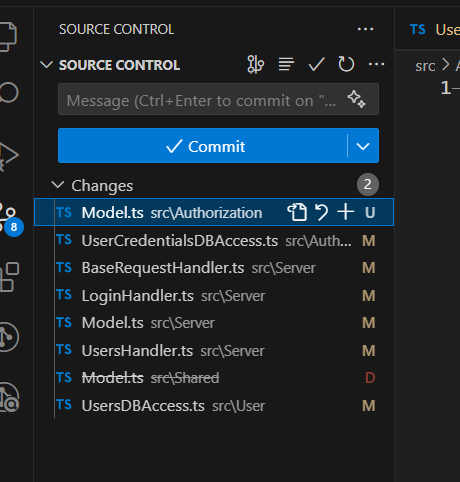 SOURCE CONTROL ...
TS Use
SOURCE CONTROL ...
src > A
Message (Ctrl+Enter to commit on "...
1
Commit
Changes 2
TS Model.ts src\Authorization U
TS UserCredentialsDBAccess.ts src\Auth... M
8
TS BaseRequestHandler.ts src\Server M
TS LoginHandler.ts src\Server M
TS Model.ts src\Server M
TS UsersHandler.ts src\Server M
TS Model.ts src\Shared D
TS UsersDBAccess.ts src\User M